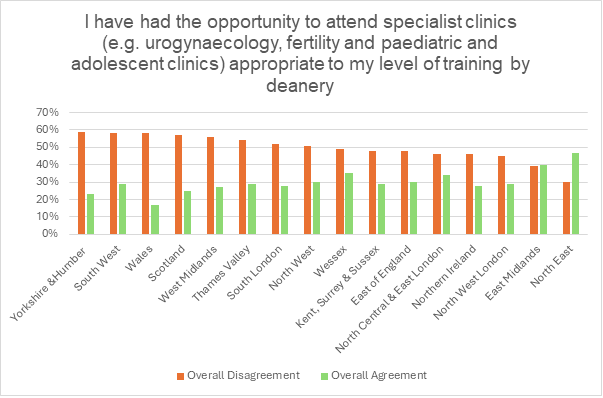 I have had the opportunity to attend specialist clinics
(e.g. urogynaecology, fertility and paediatric and
adolescent clinics) appropriate to my level of training by
deanery
70%
60%
50%
40%
30%
20%
10%
0%
Yorkshire &Humber
South West
Wales
Scotland
West Midlands
Thames Valley
South London
North West
Wessex
Kent, Surrey & Sussex
East of England
North Central & East London
Northern Ireland
North West London
East Midlands
North East
Overall Disagreement
Overall Agreement